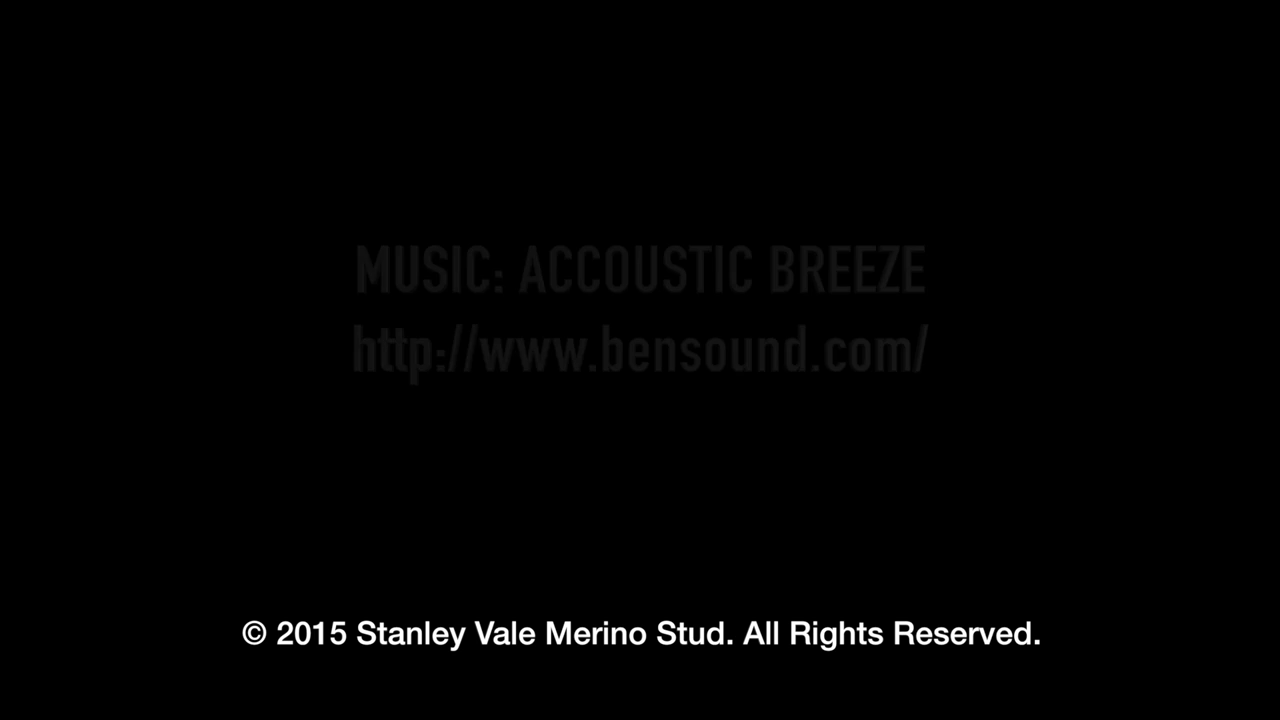 MUSIC: ACCOUSTIC BREEZE
http://www.bensound.com/
© 2015 Stanley Vale Merino Stud. All Rights Reserved.